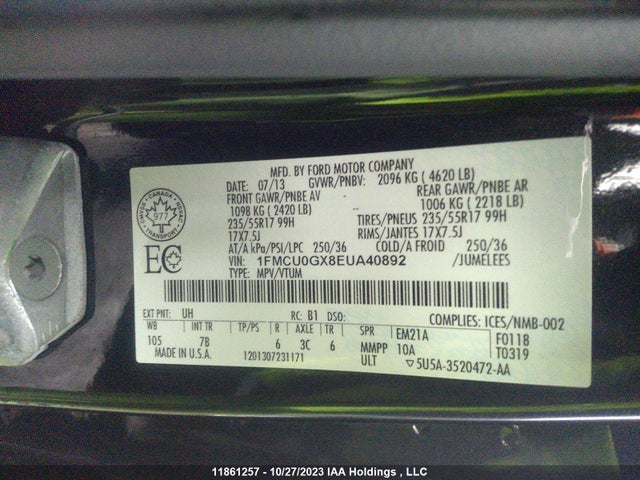 MFD. BY FORD MOTOR COMPANY
DATE: 07/13 GVWR/PNBV: 2096 KG ( 4620 LB)
FRONT GAWR/PNBE AV REAR GAWR/PNBE AR
1098 KG ( 2420 LB) 1006 KG ( 2218 LB)
235/55R17 99H TIRES/PNEUS 235/55R17 99H
17X7.5J RIMS/JANTES 17X7.5J
AT/A kPa/PSI/LPC 250/36 COLD/A FROID 250/36
VIN: 1FMCU0GX8EUA40892 /JUMELEES
TYPE: MPV/VTUM
CANADA
977
TRANSPORT
EC
EXT PNT: UH RC: B1 DSO: COMPLIES: ICES/NMB-002
WB INT TR TP/PS R AXLE TR SPR EM21A F0118
105 7B 6 3C 6 MMPP 10A T0319
MADE IN U.S.A. 1201307231171 ULT ▽5U5A-3520472-AA
11861257 - 10/27/2023 IAA Holdings , LLC